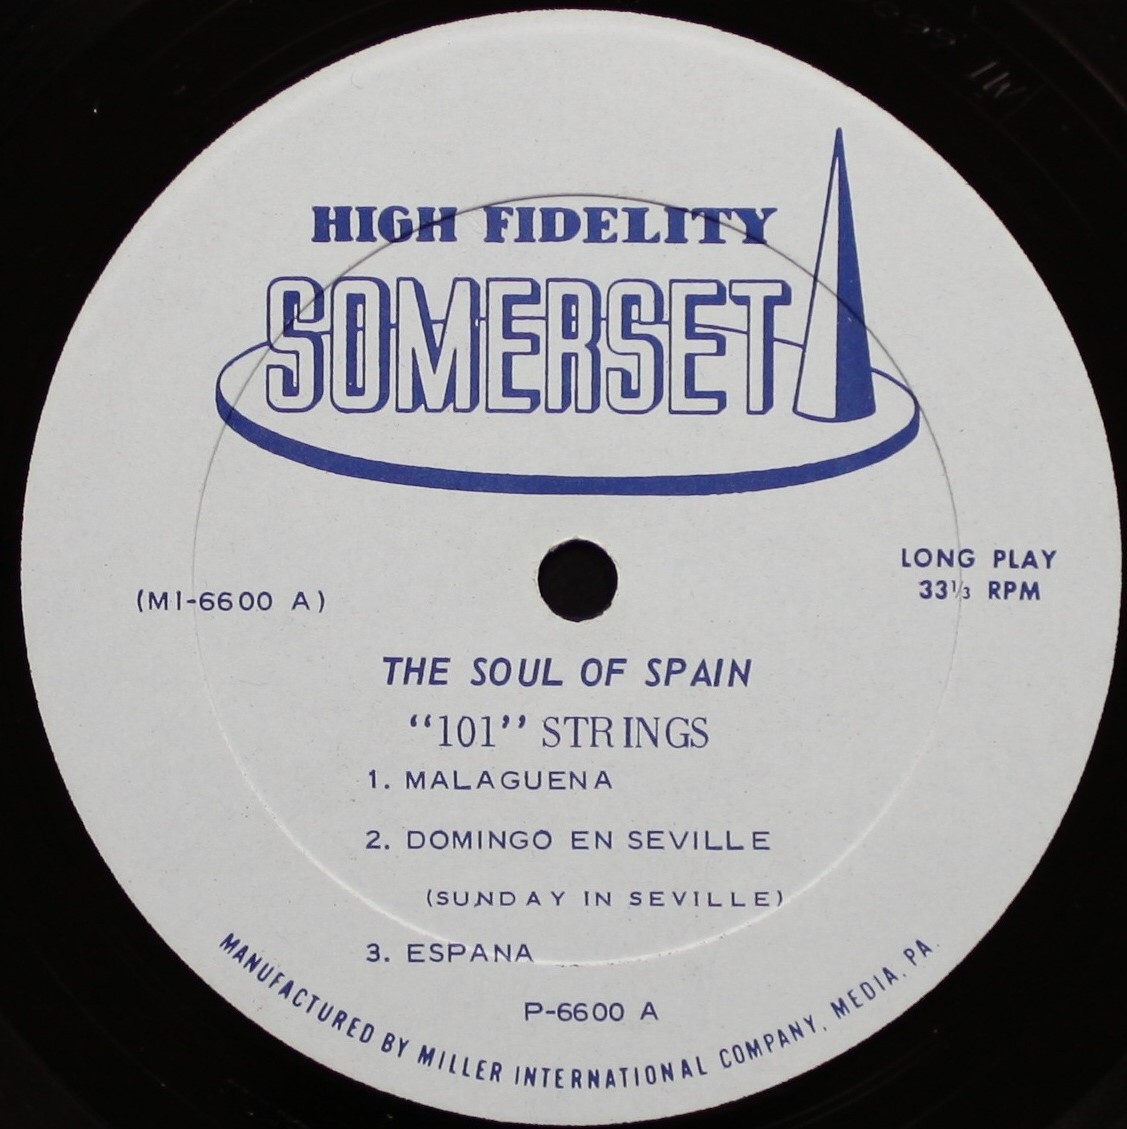 HIGH FIDELITY
SOMERSET
LONG PLAY
33⅓ RPM
(MI-6600 A)
THE SOUL OF SPAIN
“101” STRINGS
1. MALAGUENA
2. DOMINGO EN SEVILLE
(SUNDAY IN SEVILLE)
3. ESPANA
P-6600 A
MANUFACTURED BY MILLER INTERNATIONAL COMPANY, MEDIA, PA.